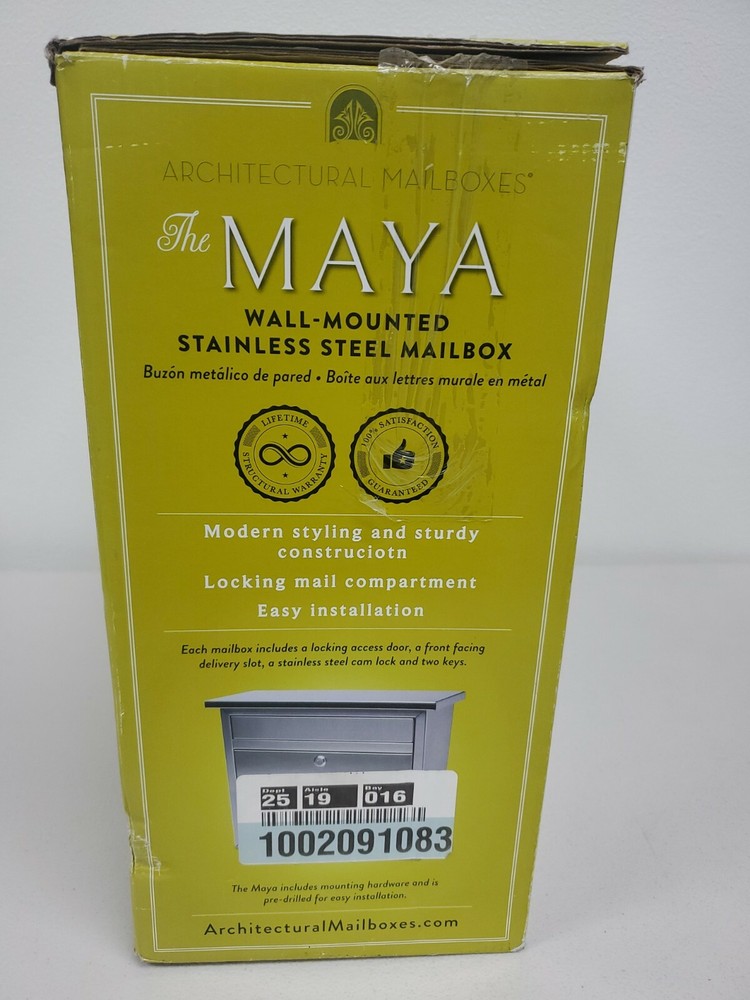 ARCHITECTURAL MAILBOXES®
The MAYA
WALL-MOUNTED
STAINLESS STEEL MAILBOX
Buzón metálico de pared • Boîte aux lettres murale en métal
LIFETIME
STRUCTURAL WARRANTY
100% SATISFACTION
GUARANTEED
Modern styling and sturdy
construciotn
Locking mail compartment
Easy installation
Each mailbox includes a locking access door, a front facing
delivery slot, a stainless steel cam lock and two keys.
Dept Aisle Bay
25 19 016
1002091083
The Maya includes mounting hardware and is
pre-drilled for easy installation.
ArchitecturalMailboxes.com